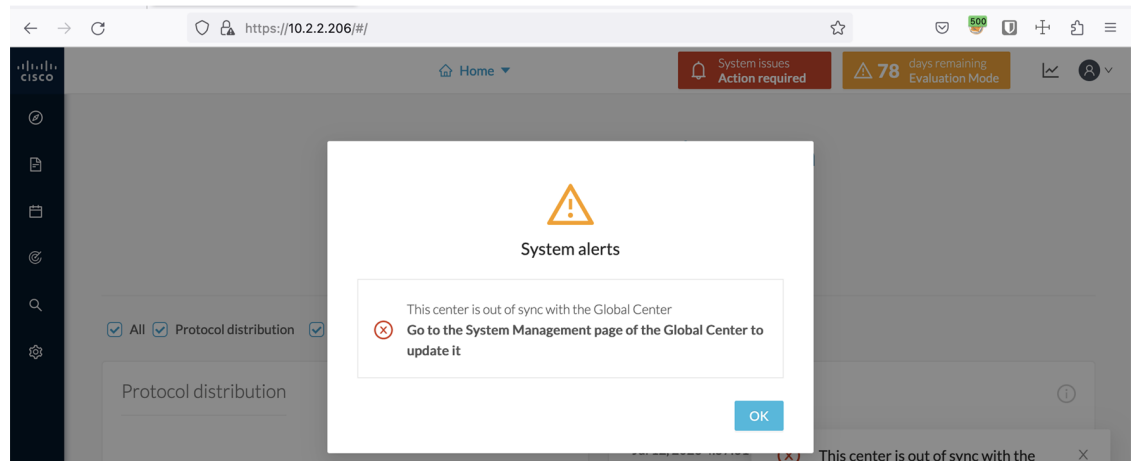 https://10.2.2.206/#/
500
cisco
Home
System issues
Action required
78 days remaining
Evaluation Mode
System alerts
This center is out of sync with the Global Center
Go to the System Management page of the Global Center to
update it
All Protocol distribution
Protocol distribution
OK
This center is out of sync with the